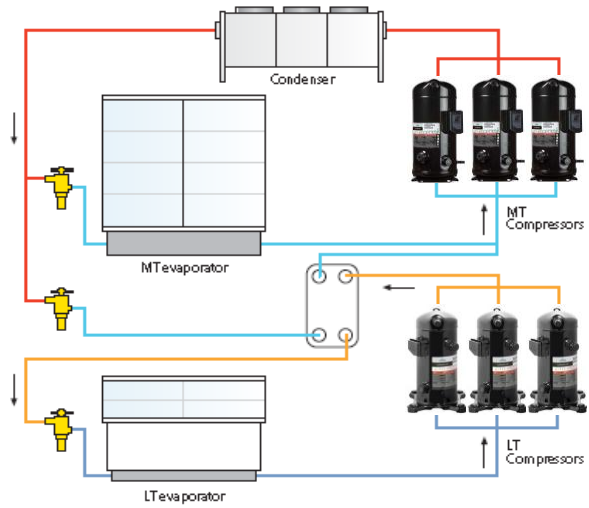 Condenser
MT
Compressors
MTevaporator
LT
Compressors
LTevaporator